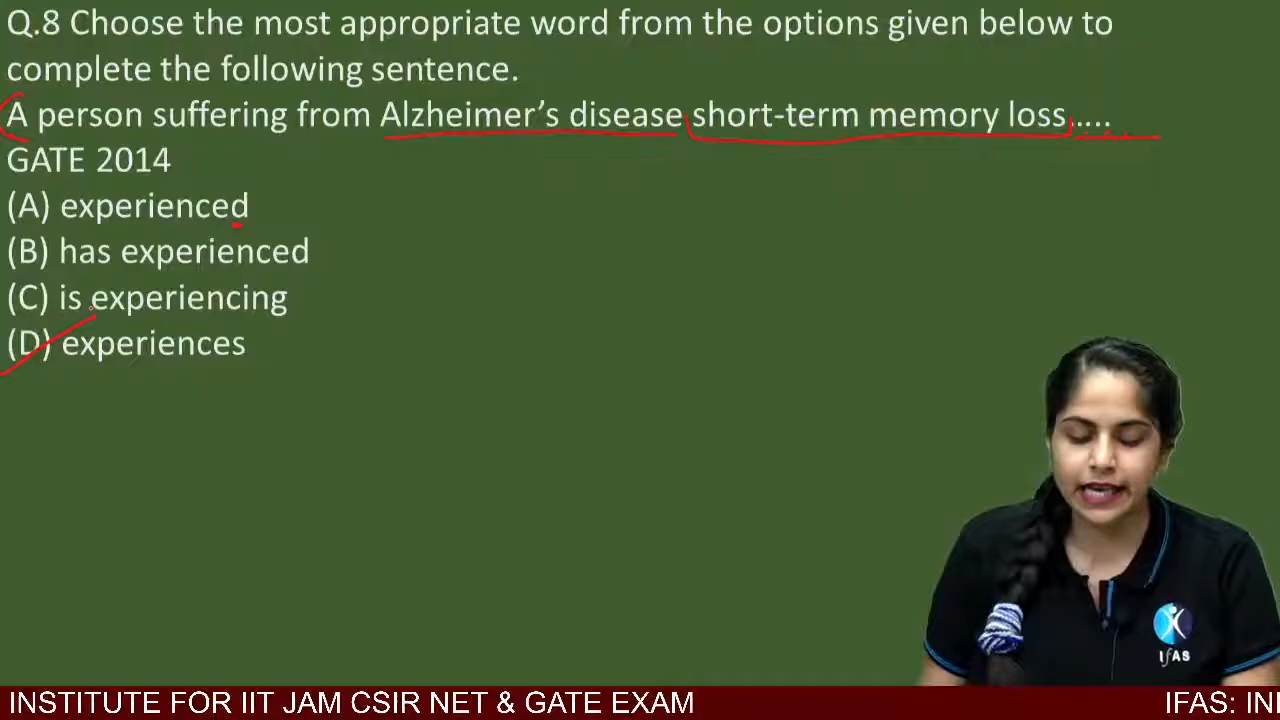 Q.8 Choose the most appropriate word from the options given below to
complete the following sentence.
A person suffering from Alzheimer's disease short-term memory loss.....
GATE 2014
(A) experienced
(B) has experienced
(C) is experiencing
(D) experiences
IfAS
INSTITUTE FOR IIT JAM CSIR NET & GATE EXAM IFAS: INI